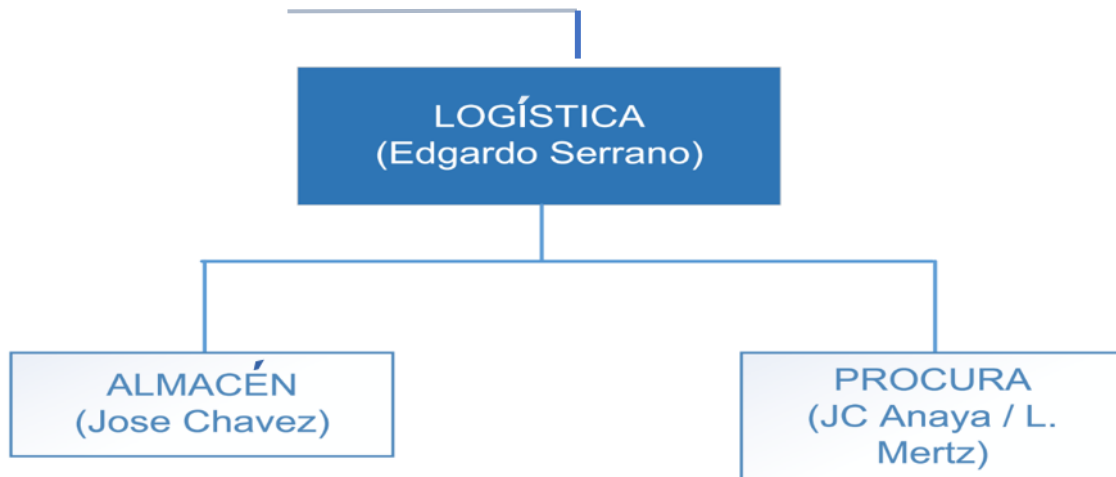 LOGÍSTICA
(Edgardo Serrano)
ALMACÉN
(Jose Chavez)
PROCURA
(JC Anaya / L.
Mertz)